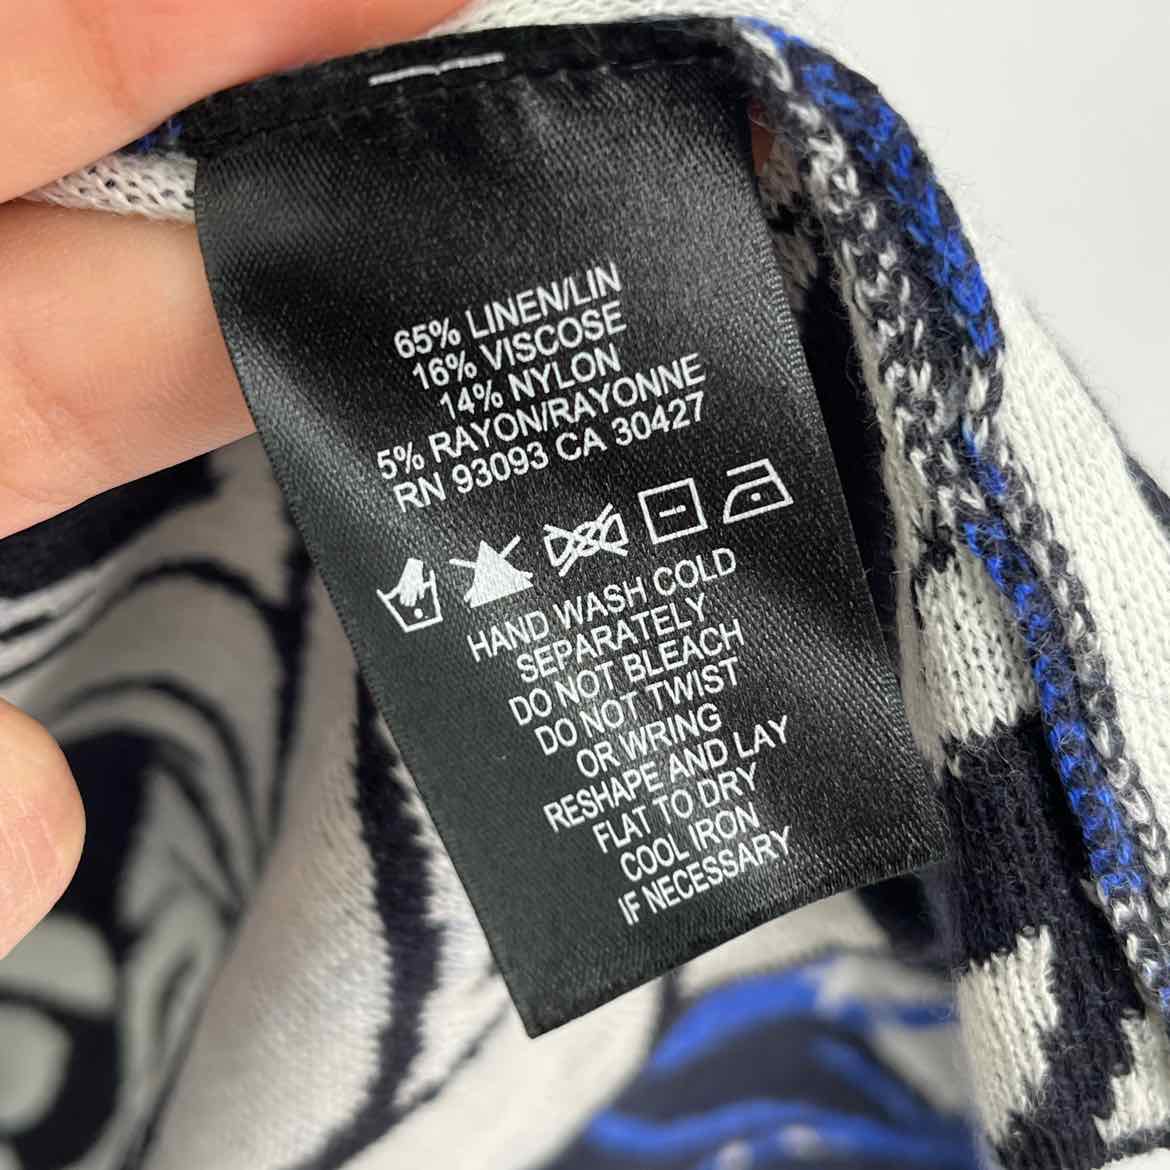 65% LINEN/LIN
16% VISCOSE
14% NYLON
5% RAYON/RAYONNE
RN 93093 CA 30427
HAND WASH COLD
SEPARATELY
DO NOT BLEACH
DO NOT TWIST
OR WRING
RESHAPE AND LAY
FLAT TO DRY
COOL IRON
IF NECESSARY